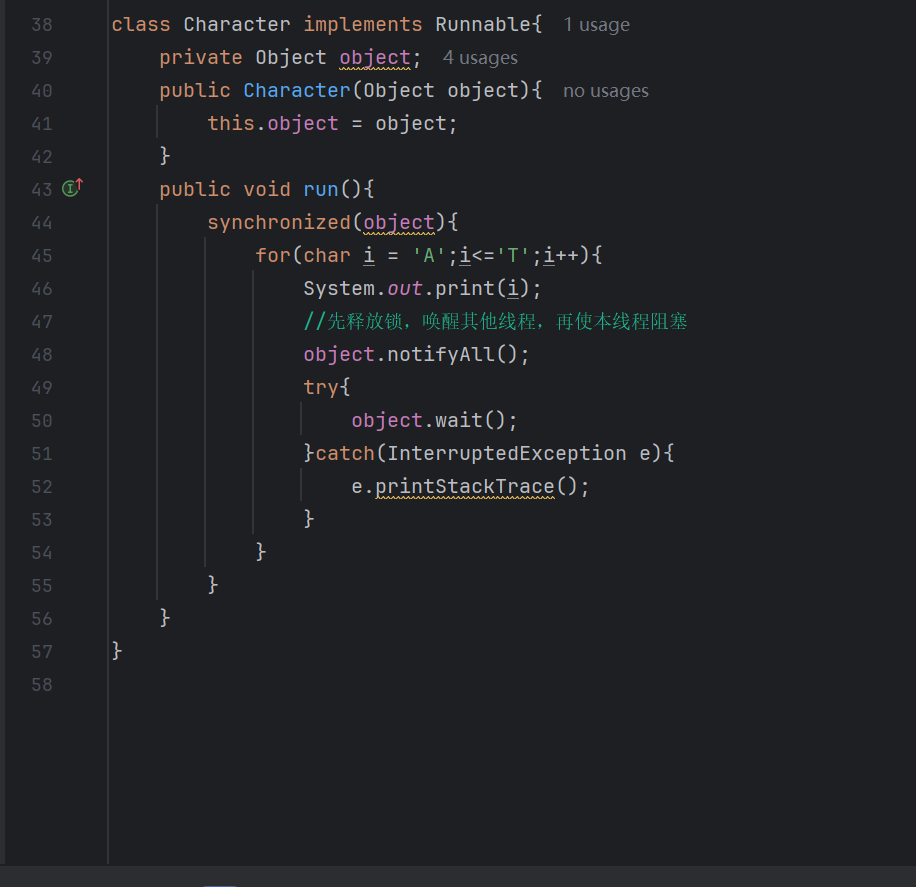 38 class Character implements Runnable{ 1 usage
39 private Object object; 4 usages
40 public Character(Object object){ no usages
41 this.object = object;
42 }
43 public void run(){
44 synchronized(object){
45 for(char i = 'A';i<='T';i++){
46 System.out.print(i);
47 //先释放锁，唤醒其他线程，再使本线程阻塞
48 object.notifyAll();
49 try{
50 object.wait();
51 }catch(InterruptedException e){
52 e.printStackTrace();
53 }
54 }
55 }
56 }
57 }
58